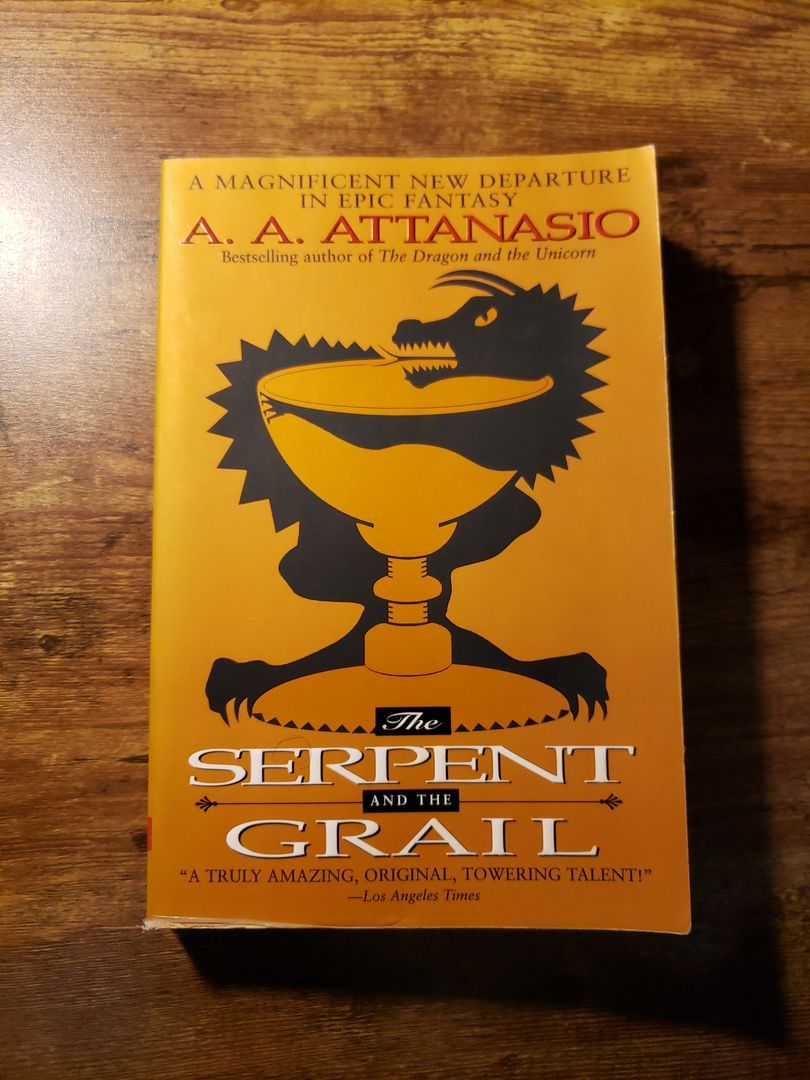 A MAGNIFICENT NEW DEPARTURE
IN EPIC FANTASY
A. A. ATTANASIO
Bestselling author of The Dragon and the Unicorn
The
SERPENT
AND THE
GRAIL
“A TRULY AMAZING, ORIGINAL, TOWERING TALENT!”
—Los Angeles Times